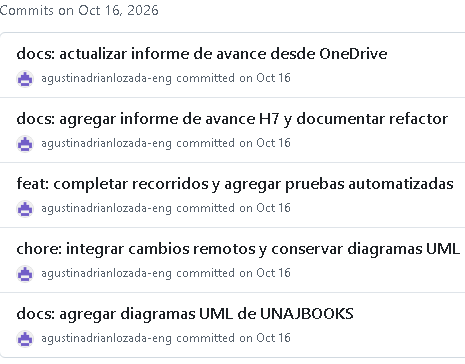 Commits on Oct 16, 2026
docs: actualizar informe de avance desde OneDrive
agustinadrianlozada-eng committed on Oct 16
docs: agregar informe de avance H7 y documentar refactor
agustinadrianlozada-eng committed on Oct 16
feat: completar recorridos y agregar pruebas automatizadas
agustinadrianlozada-eng committed on Oct 16
chore: integrar cambios remotos y conservar diagramas UML
agustinadrianlozada-eng committed on Oct 16
docs: agregar diagramas UML de UNAJBOOKS
agustinadrianlozada-eng committed on Oct 16